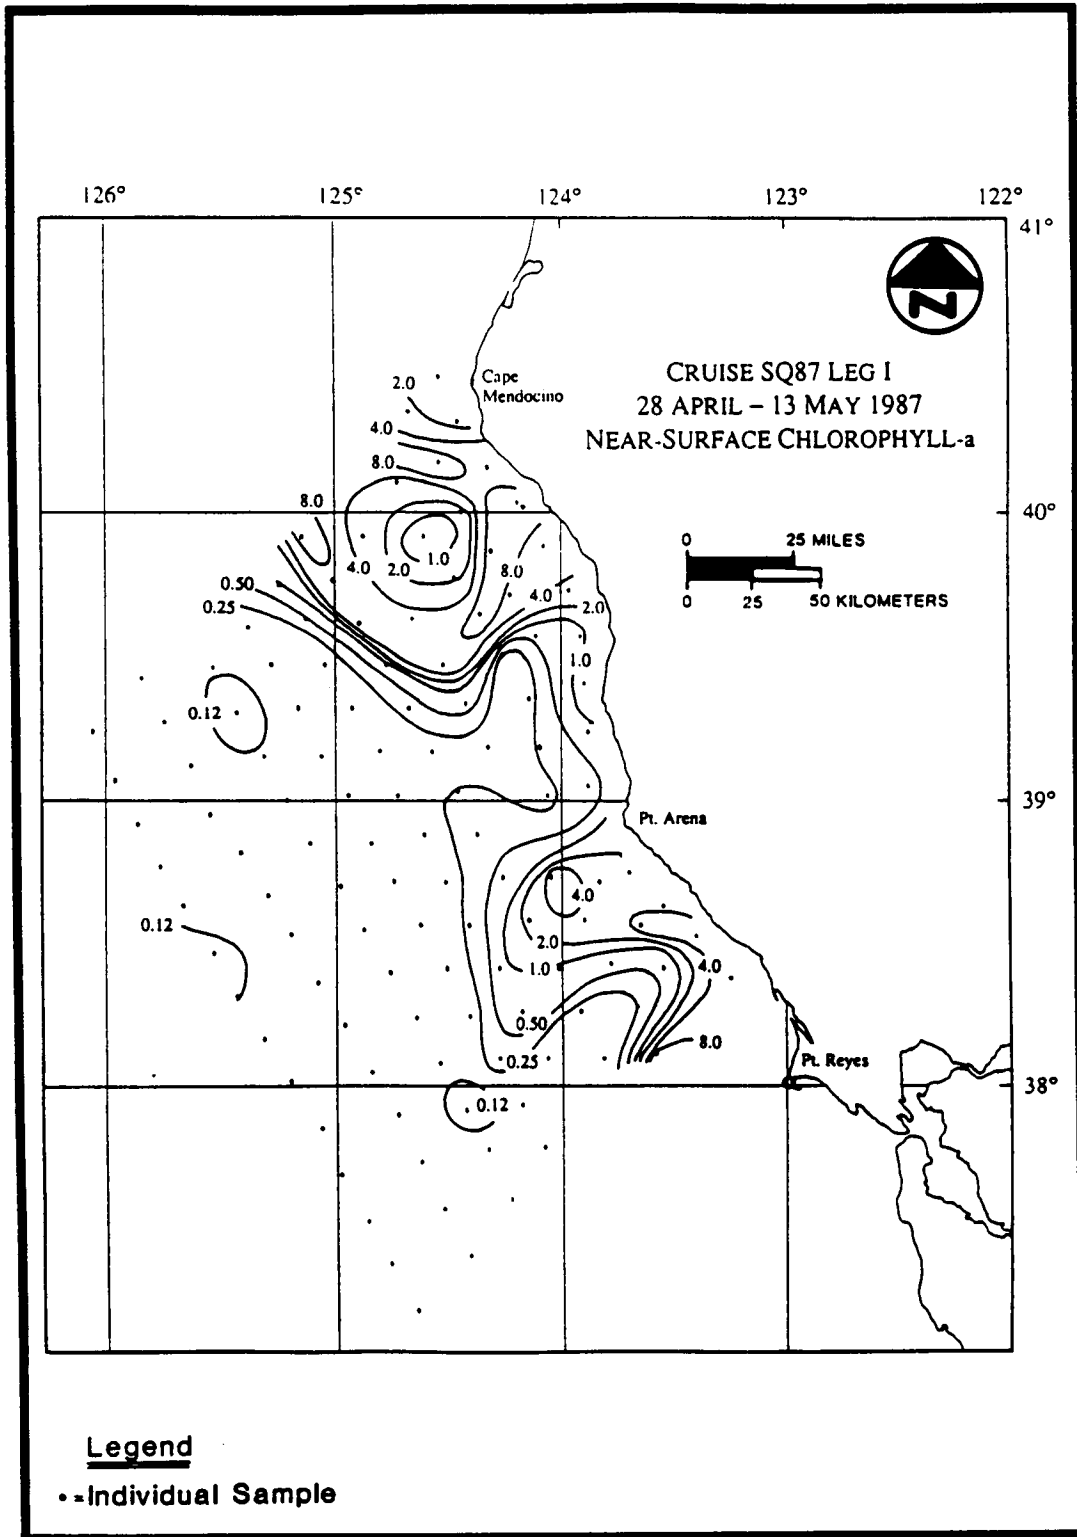 126° 125° 124° 123° 122°
41°
N
CRUISE SQ87 LEG I
28 APRIL – 13 MAY 1987
NEAR-SURFACE CHLOROPHYLL-a
Cape
Mendocino
2.0
4.0
8.0
8.0
40°
0 25 MILES
0 25 50 KILOMETERS
4.0 2.0 1.0
8.0
0.50
0.25
4.0
2.0
1.0
0.12
39°
Pt. Arena
4.0
0.12
2.0
1.0
4.0
0.50
0.25
8.0
Pt. Reyes
38°
0.12
Legend
• =Individual Sample